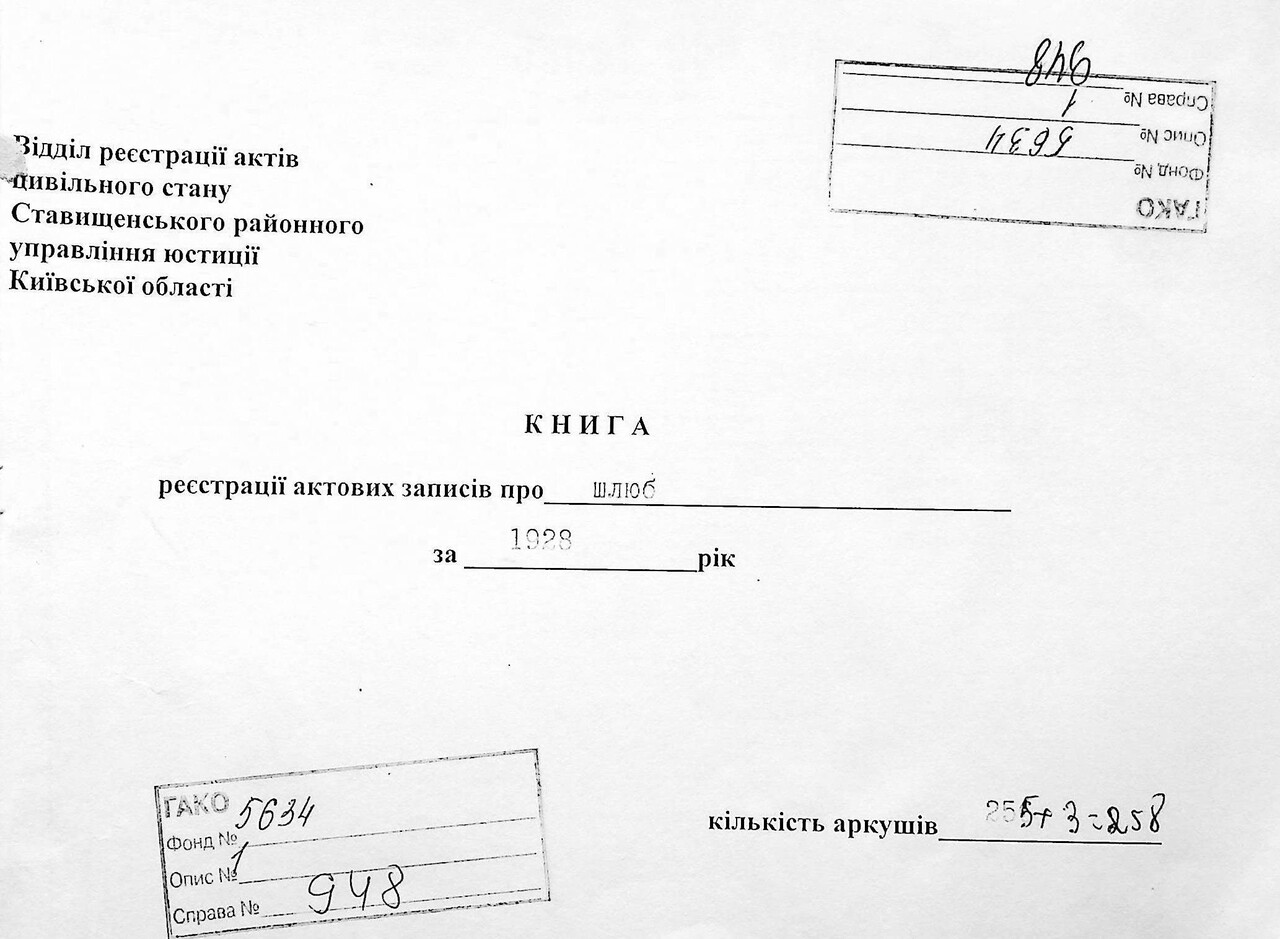 Відділ реєстрації актів
цивільного стану
Ставищенського районного
управління юстиції
Київської області
ГАКО
Фонд № 5634
Опис № 1
Справа № 948
К Н И Г А
реєстрації актових записів про шлюб
за 1928 рік
ГАКО
Фонд № 5634
Опис № 1
Справа № 948
кількість аркушів 255+3=258